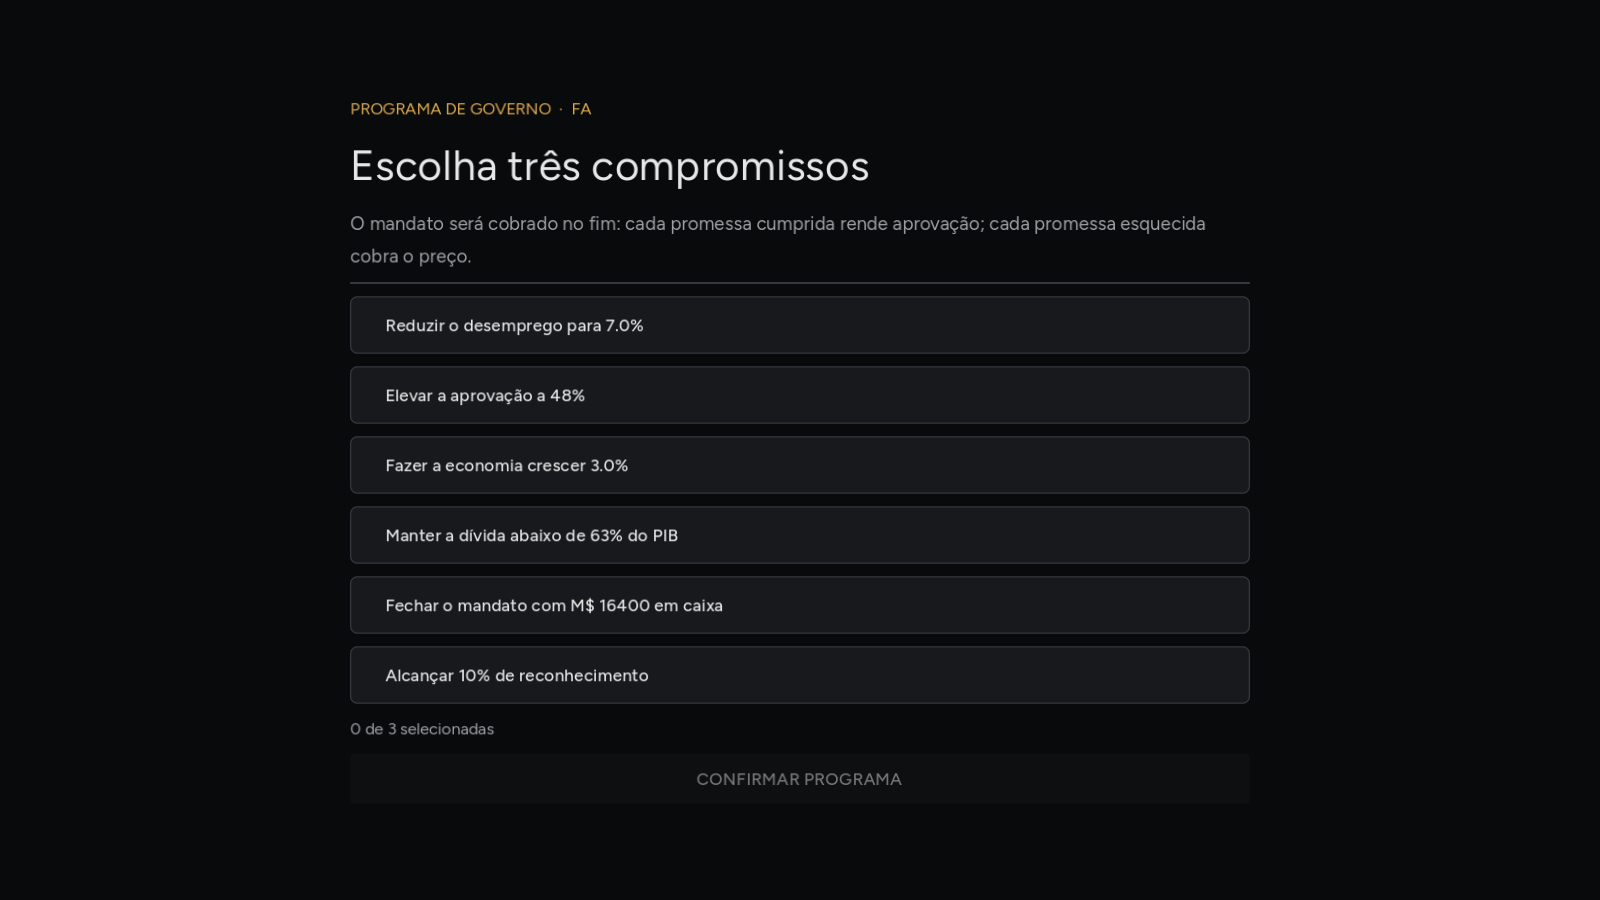 PROGRAMA DE GOVERNO · FA
Escolha três compromissos
O mandato será cobrado no fim: cada promessa cumprida rende aprovação; cada promessa esquecida
cobra o preço.
Reduzir o desemprego para 7.0%
Elevar a aprovação a 48%
Fazer a economia crescer 3.0%
Manter a dívida abaixo de 63% do PIB
Fechar o mandato com M$ 16400 em caixa
Alcançar 10% de reconhecimento
0 de 3 selecionadas
CONFIRMAR PROGRAMA